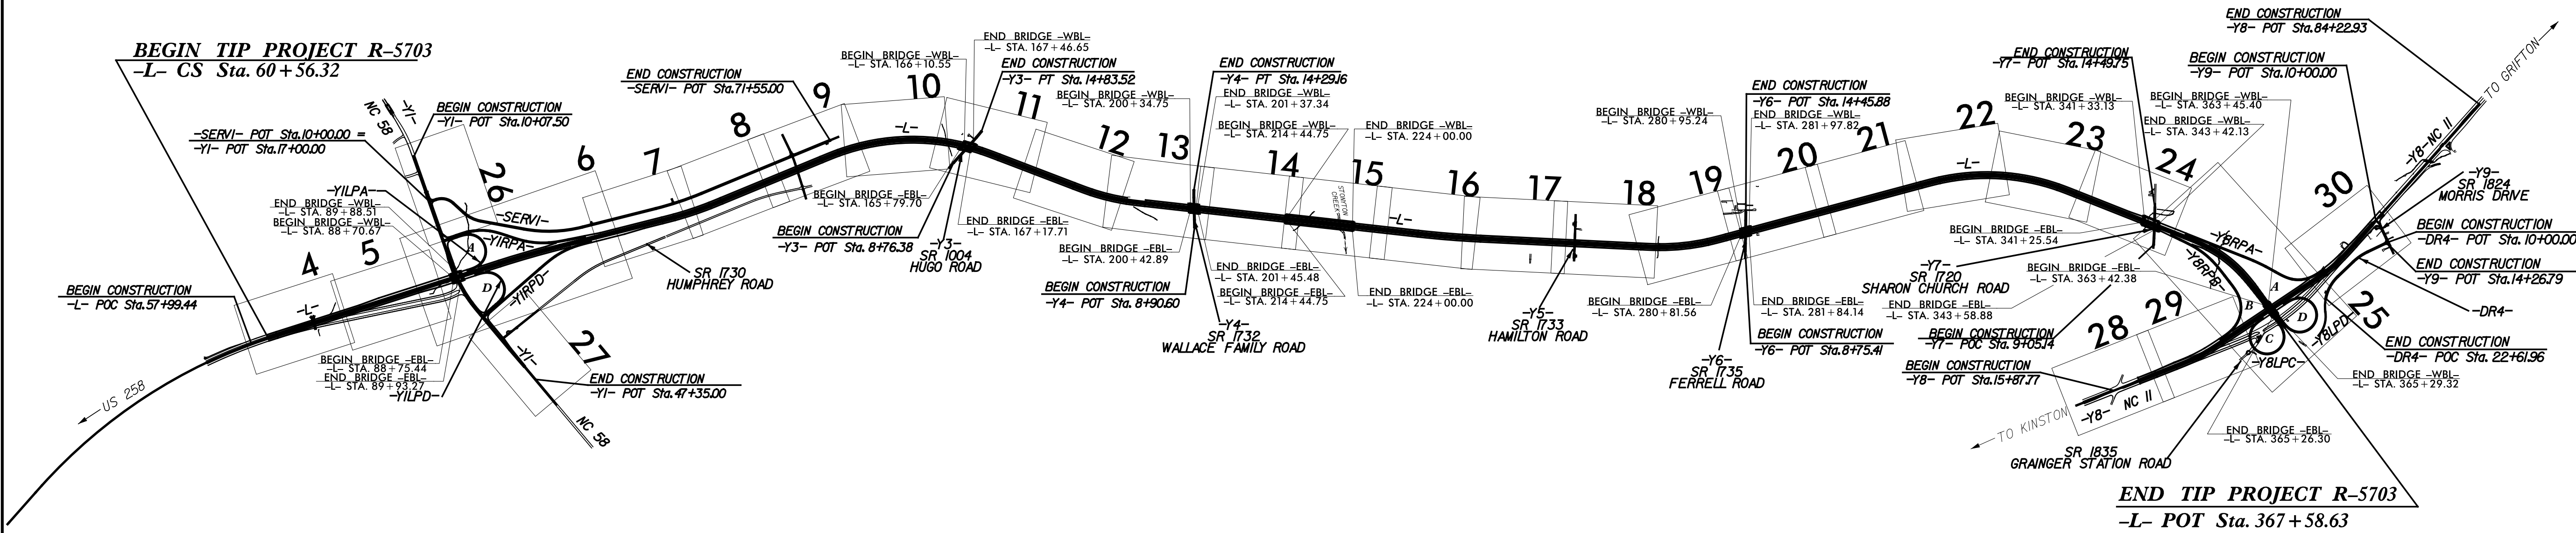 BEGIN TIP PROJECT R–5703
–L– CS Sta. 60+56.32
–SERV1– POT Sta.10+00.00 =
–Y1– POT Sta.17+00.00
NC 58
–Y1–
BEGIN CONSTRUCTION
–Y1– POT Sta.10+07.50
–Y1LPA–
END BRIDGE –WBL–
–L– STA. 89+88.51
BEGIN BRIDGE –WBL–
–L– STA. 88+70.67
BEGIN CONSTRUCTION
–L– POC Sta.57+99.44
4
5
26
6
7
8
9
10
–L–
A
D
–SERV1–
–Y1RPA–
–Y1RPD–
BEGIN BRIDGE –EBL–
–L– STA. 88+75.44
END BRIDGE –EBL–
–L– STA. 89+93.27
–Y1LPD–
–Y1–
27
END CONSTRUCTION
–Y1– POT Sta.47+35.00
NC 58
US 258
SR 1730
HUMPHREY ROAD
END CONSTRUCTION
–SERV1– POT Sta.71+55.00
BEGIN BRIDGE –WBL–
–L– STA. 166+10.55
END BRIDGE –WBL–
–L– STA. 167+46.65
END CONSTRUCTION
–Y3– PT Sta.14+83.52
–L–
BEGIN BRIDGE –EBL–
–L– STA. 165+79.70
END BRIDGE –EBL–
–L– STA. 167+17.71
BEGIN CONSTRUCTION
–Y3– POT Sta. 8+76.38
–Y3–
SR 1004
HUGO ROAD
11
12
13
BEGIN BRIDGE –WBL–
–L– STA. 200+34.75
END CONSTRUCTION
–Y4– PT Sta.14+29.16
END BRIDGE –WBL–
–L– STA. 201+37.34
BEGIN BRIDGE –WBL–
–L– STA. 214+44.75
END BRIDGE –WBL–
–L– STA. 224+00.00
14
STONYTON
CREEK
15
–L–
16
17
18
BEGIN BRIDGE –EBL–
–L– STA. 200+42.89
BEGIN CONSTRUCTION
–Y4– POT Sta. 8+90.60
END BRIDGE –EBL–
–L– STA. 201+45.48
BEGIN BRIDGE –EBL–
–L– STA. 214+44.75
END BRIDGE –EBL–
–L– STA. 224+00.00
–Y4–
SR 1732
WALLACE FAMILY ROAD
–Y5–
SR 1733
HAMILTON ROAD
BEGIN BRIDGE –WBL–
–L– STA. 280+95.24
END CONSTRUCTION
–Y6– POT Sta.14+45.88
END BRIDGE –WBL–
–L– STA. 281+97.82
19
20
21
22
23
24
–L–
BEGIN BRIDGE –EBL–
–L– STA. 280+81.56
END BRIDGE –EBL–
–L– STA. 281+84.14
BEGIN CONSTRUCTION
–Y6– POT Sta.8+75.41
–Y6–
SR 1735
FERRELL ROAD
END CONSTRUCTION
–Y7– POT Sta.14+49.75
BEGIN BRIDGE –WBL–
–L– STA. 341+33.13
BEGIN BRIDGE –WBL–
–L– STA. 363+45.40
END BRIDGE –WBL–
–L– STA. 343+42.13
BEGIN BRIDGE –EBL–
–L– STA. 341+25.54
–Y7–
SR 1720
SHARON CHURCH ROAD
BEGIN BRIDGE –EBL–
–L– STA. 363+42.38
END BRIDGE –EBL–
–L– STA. 343+58.88
BEGIN CONSTRUCTION
–Y7– POC Sta.9+05.14
BEGIN CONSTRUCTION
–Y8– POT Sta.15+87.77
28
29
–Y8– NC 11
TO KINSTON
SR 1835
GRAINGER STATION ROAD
END CONSTRUCTION
–Y8– POT Sta.84+22.93
BEGIN CONSTRUCTION
–Y9– POT Sta.10+00.00
TO GRIFTON
–Y8–NC 11
30
–Y9–
SR 1824
MORRIS DRIVE
BEGIN CONSTRUCTION
–DR4– POT Sta. 10+00.00
END CONSTRUCTION
–Y9– POT Sta.14+26.79
–DR4–
–Y8RPA–
–Y8RPB–
A
B
C
D
25
–Y8LPD–
–Y8LPC–
END CONSTRUCTION
–DR4– POC Sta. 22+61.96
END BRIDGE –WBL–
–L– STA. 365+29.32
END BRIDGE –EBL–
–L– STA. 365+26.30
END TIP PROJECT R–5703
–L– POT Sta. 367+58.63